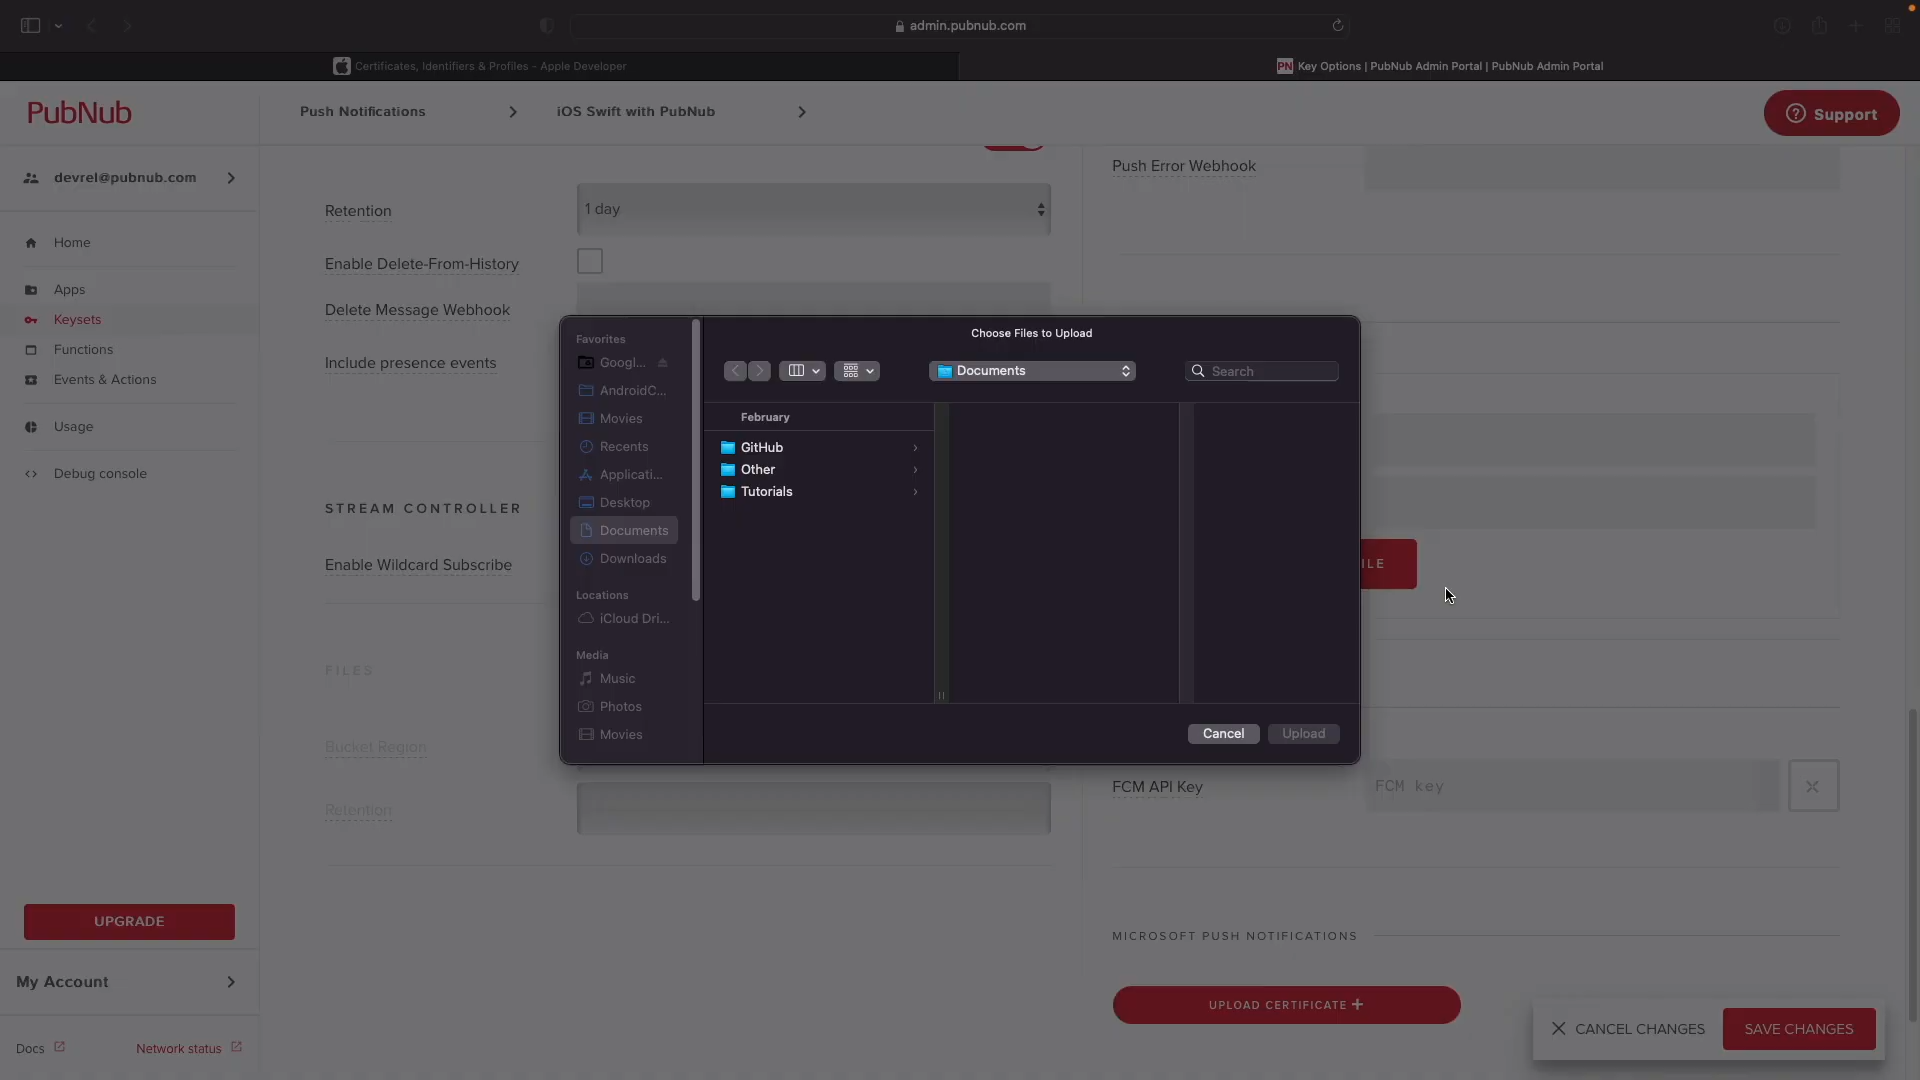 admin.pubnub.com
Certificates, Identifiers & Profiles - Apple Developer
PN Key Options | PubNub Admin Portal | PubNub Admin Portal
PubNub
Push Notifications
iOS Swift with PubNub
Support
devrel@pubnub.com
Home
Apps
Keysets
Functions
Events & Actions
Usage
Debug console
UPGRADE
My Account
Docs
Network status
Retention
1 day
Enable Delete-From-History
Delete Message Webhook
Include presence events
STREAM CONTROLLER
Enable Wildcard Subscribe
FILES
Bucket Region
Retention
Push Error Webhook
Choose Files to Upload
Favorites
Googl...
AndroidC...
Movies
Recents
Applicati...
Desktop
Documents
Downloads
Locations
iCloud Dri...
Media
Music
Photos
Movies
Documents
Search
February
GitHub
Other
Tutorials
Cancel
Upload
ILE
FCM API Key
FCM key
MICROSOFT PUSH NOTIFICATIONS
UPLOAD CERTIFICATE +
CANCEL CHANGES
SAVE CHANGES